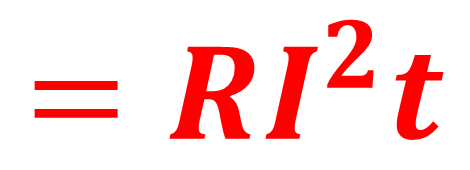 = RI²t